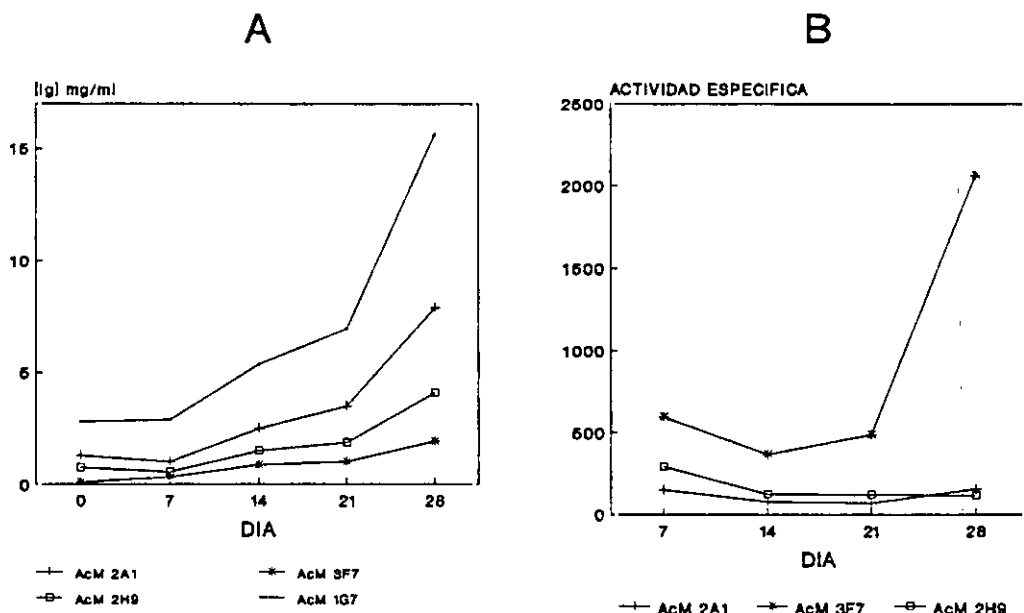 A
[Ig] mg/ml
15
10
5
0
0 7 14 21 28
DIA
AcM 2A1 AcM 3F7
AcM 2H9 AcM 1G7
B
ACTIVIDAD ESPECIFICA
2500
2000
1500
1000
500
0
7 14 21 28
DIA
AcM 2A1 AcM 3F7 AcM 2H9